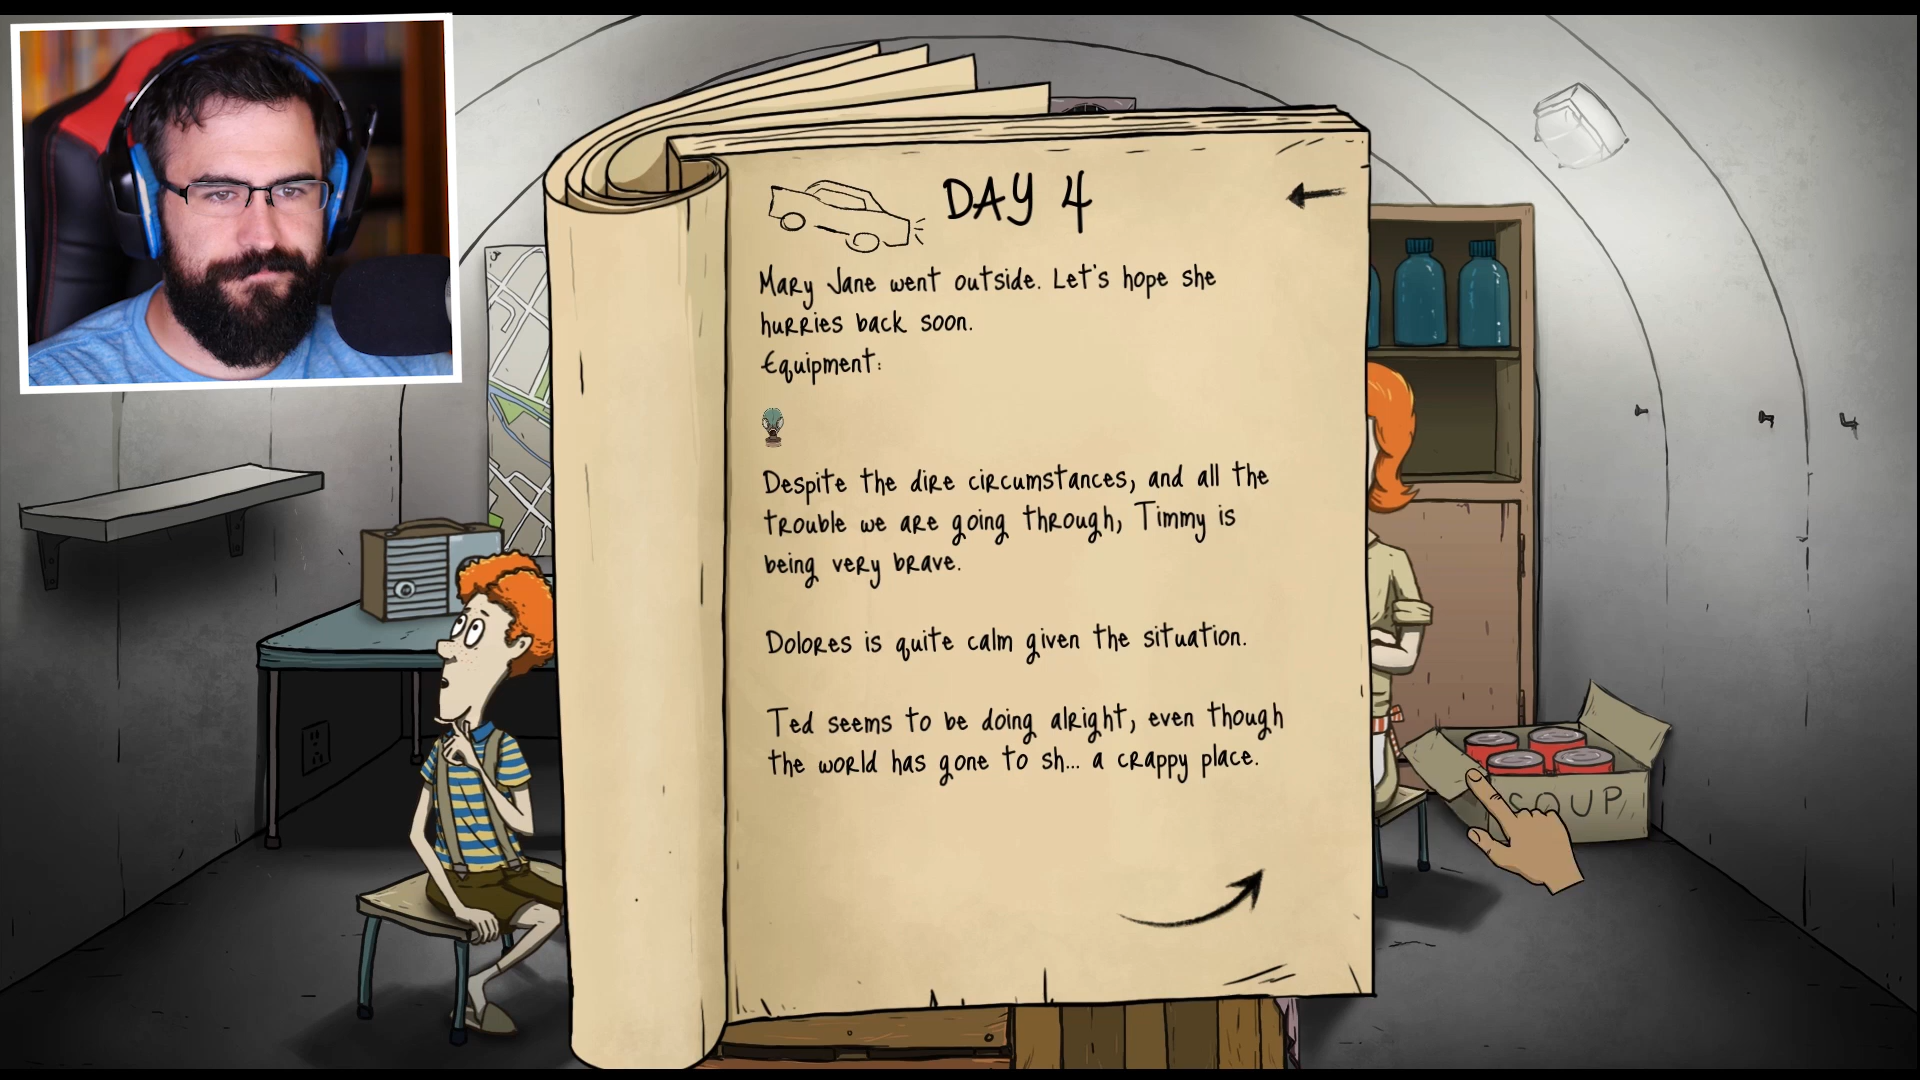 DAY 4
Mary Jane went outside. Let's hope she
hurries back soon.
Equipment:
Despite the dire circumstances, and all the
trouble we are going through, Timmy is
being very brave.
Dolores is quite calm given the situation.
Ted seems to be doing alright, even though
the world has gone to sh... a crappy place.
SOUP